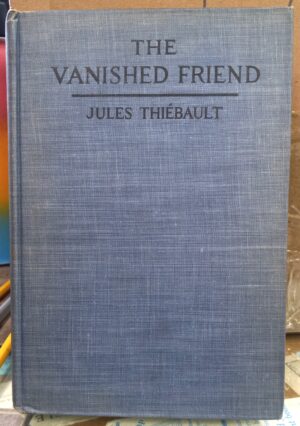 THE
VANISHED FRIEND
JULES THIÉBAULT